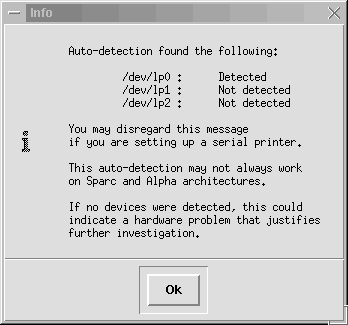 Info
Auto-detection found the following:
/dev/lp0 : Detected
/dev/lp1 : Not detected
/dev/lp2 : Not detected
You may disregard this message
if you are setting up a serial printer.
This auto-detection may not always work
on Sparc and Alpha architectures.
If no devices were detected, this could
indicate a hardware problem that justifies
further investigation.
Ok